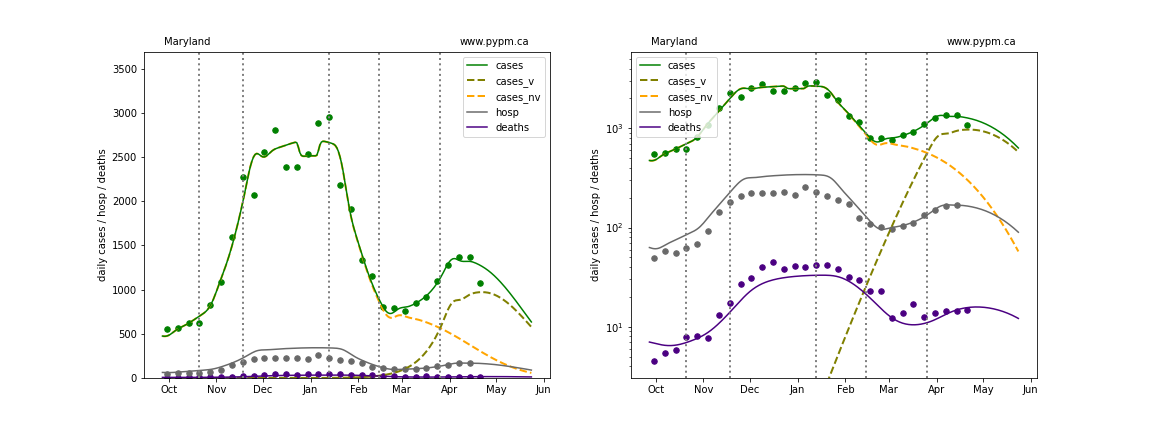 Maryland
www.pypm.ca
daily cases / hosp / deaths
3500
3000
2500
2000
1500
1000
500
0
cases
cases_v
cases_nv
hosp
deaths
Oct Nov Dec Jan Feb Mar Apr May Jun
Maryland
www.pypm.ca
daily cases / hosp / deaths
10³
10²
10¹
cases
cases_v
cases_nv
hosp
deaths
Oct Nov Dec Jan Feb Mar Apr May Jun